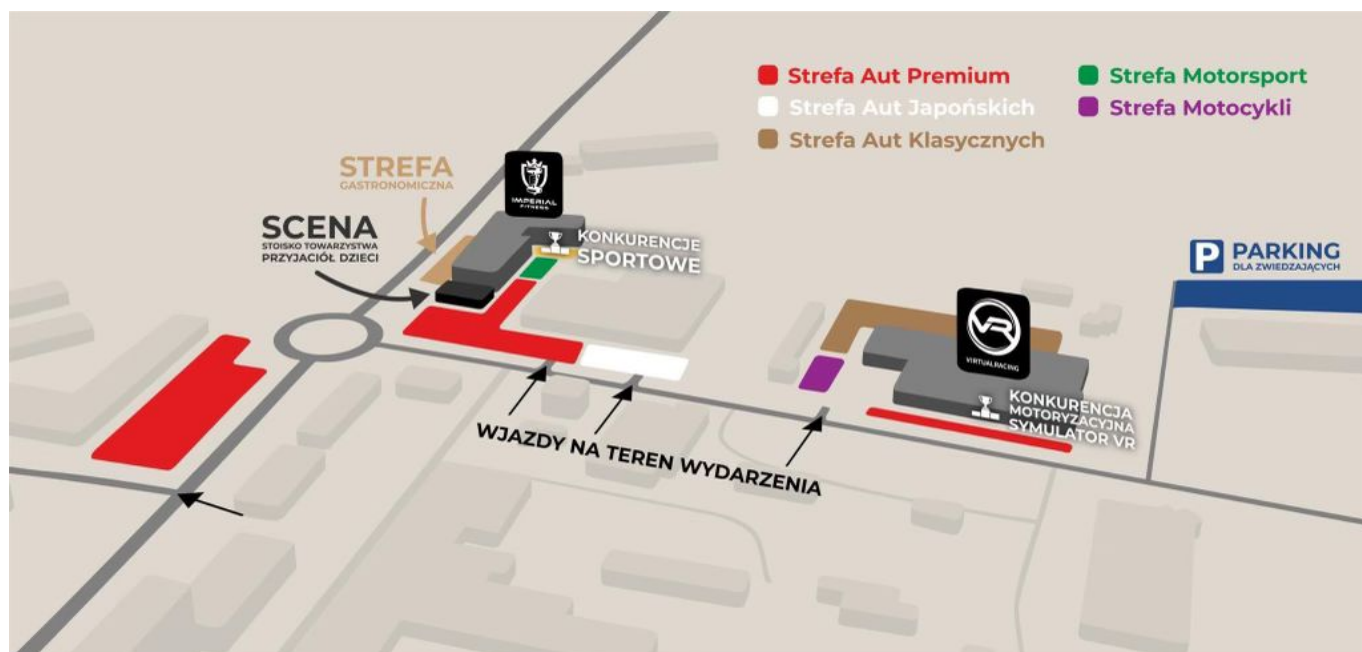 Strefa Aut Premium
Strefa Aut Japońskich
Strefa Aut Klasycznych
Strefa Motorsport
Strefa Motocykli
STREFA
GASTRONOMICZNA
IMPERIAL
FITNESS
SCENA
STOISKO TOWARZYSTWA
PRZYJACIÓŁ DZIECI
KONKURENCJE
SPORTOWE
P PARKING
DLA ZWIEDZAJĄCYCH
VR
VIRTUALRACING
KONKURENCJA
MOTORYZACYJNA
SYMULATOR VR
WJAZDY NA TEREN WYDARZENIA